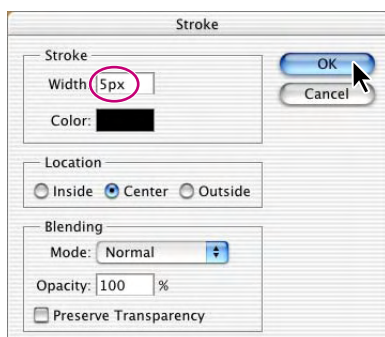 Stroke
Stroke
Width: 5px
Color:
OK
Cancel
Location
Inside Center Outside
Blending
Mode: Normal
Opacity: 100 %
Preserve Transparency